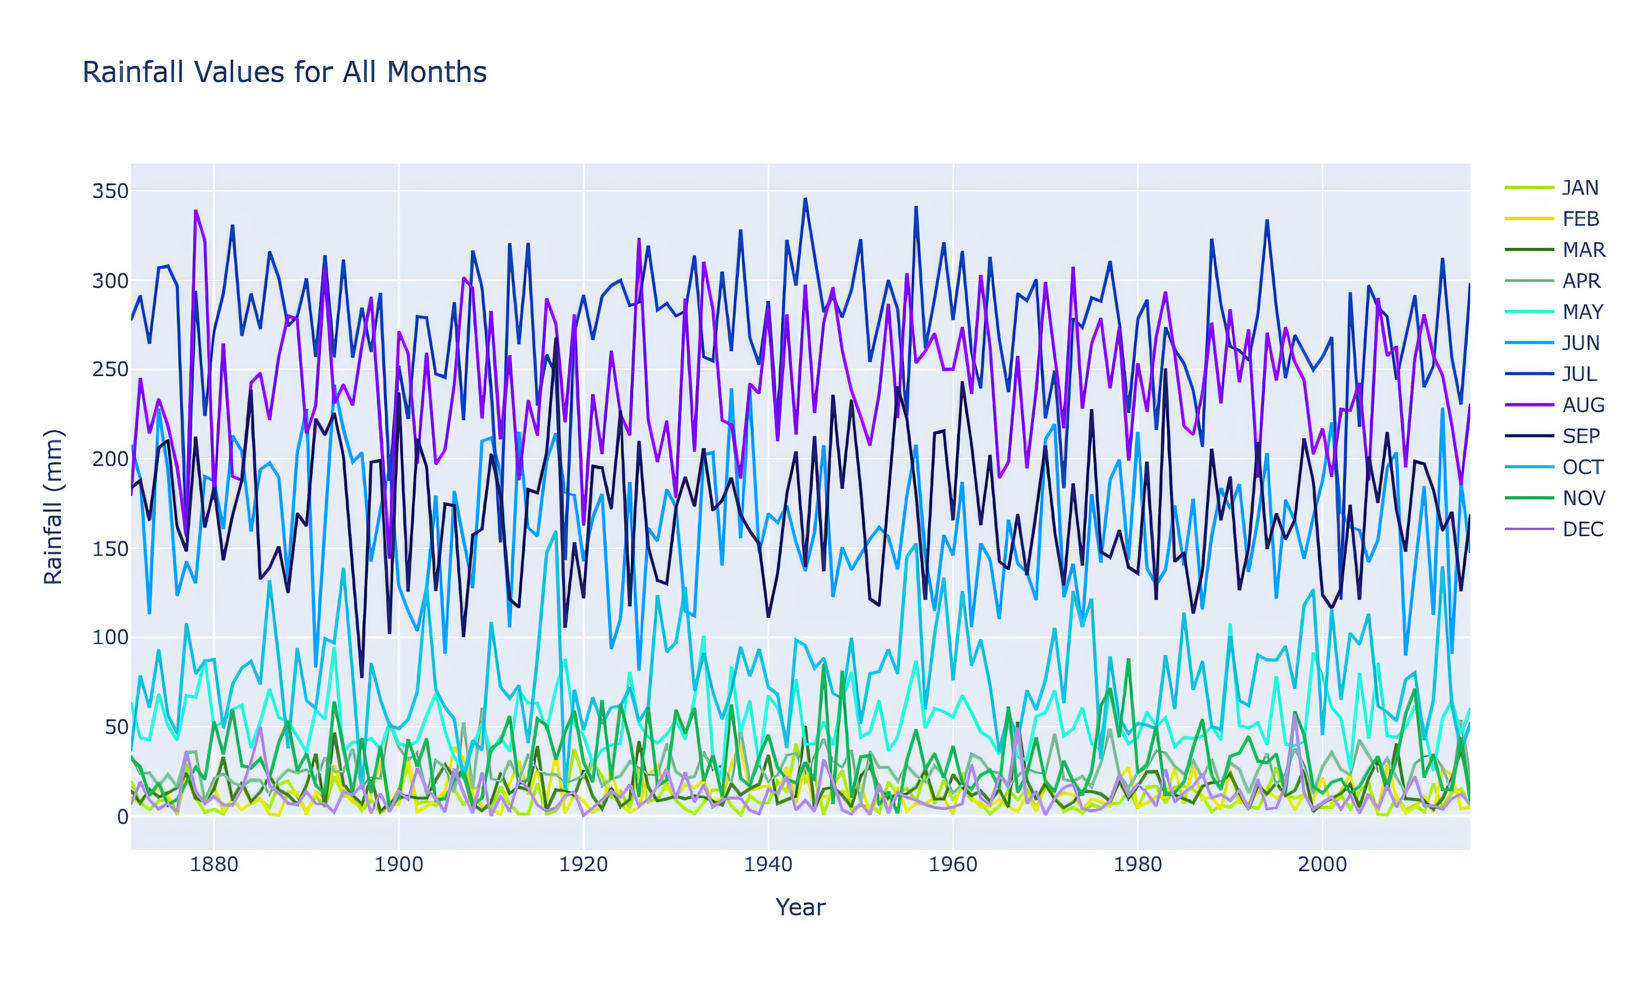 Rainfall Values for All Months
350
300
250
200
150
100
50
0
Rainfall (mm)
1880 1900 1920 1940 1960 1980 2000
Year
JAN
FEB
MAR
APR
MAY
JUN
JUL
AUG
SEP
OCT
NOV
DEC